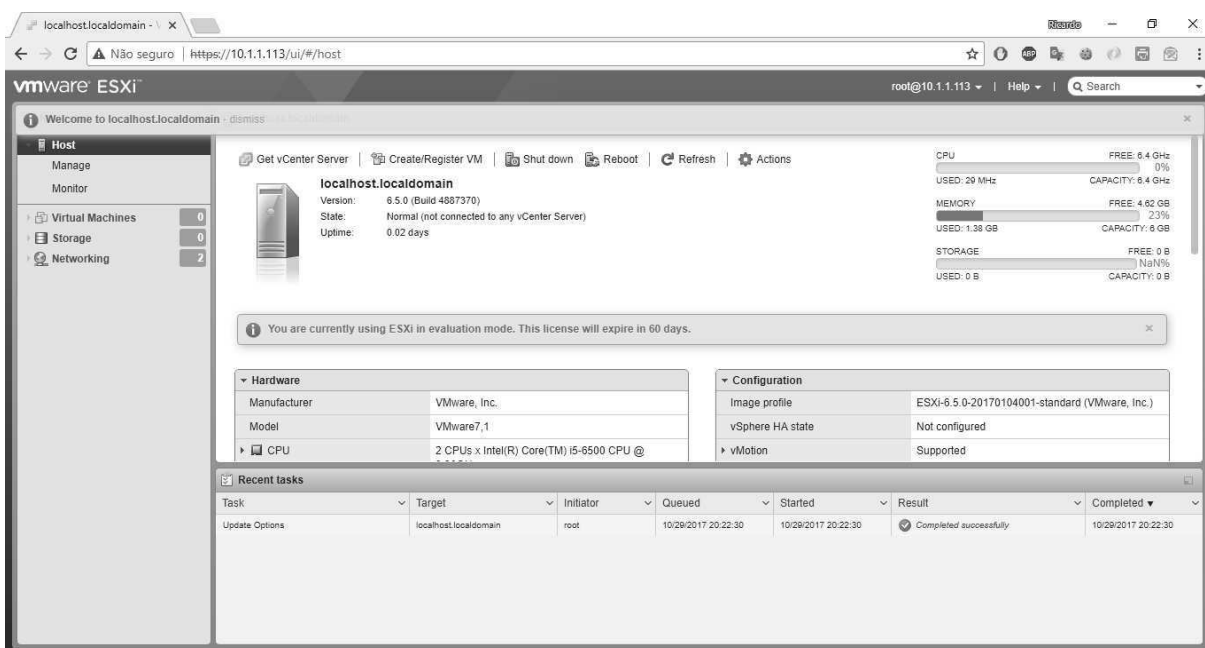 localhost.localdomain - \
Ricardo
Não seguro | https://10.1.1.113/ui/#/host
ABP
vmware ESXi™
root@10.1.1.113 | Help | Search
Welcome to localhost.localdomain - dismiss
Host
Manage
Monitor
Virtual Machines 0
Storage 0
Networking 2
Get vCenter Server | Create/Register VM | Shut down Reboot | Refresh | Actions
localhost.localdomain
Version: 6.5.0 (Build 4887370)
State: Normal (not connected to any vCenter Server)
Uptime: 0.02 days
CPU FREE: 6.4 GHz
0%
USED: 29 MHz CAPACITY: 6.4 GHz
MEMORY FREE: 4.62 GB
23%
USED: 1.38 GB CAPACITY: 6 GB
STORAGE FREE: 0 B
NaN%
USED: 0 B CAPACITY: 0 B
You are currently using ESXi in evaluation mode. This license will expire in 60 days.
Hardware
Manufacturer VMware, Inc.
Model VMware7,1
CPU 2 CPUs x Intel(R) Core(TM) i5-6500 CPU @
Configuration
Image profile ESXi-6.5.0-20170104001-standard (VMware, Inc.)
vSphere HA state Not configured
vMotion Supported
Recent tasks
Task Target Initiator Queued Started Result Completed
Update Options localhost.localdomain root 10/29/2017 20:22:30 10/29/2017 20:22:30 Completed successfully 10/29/2017 20:22:30